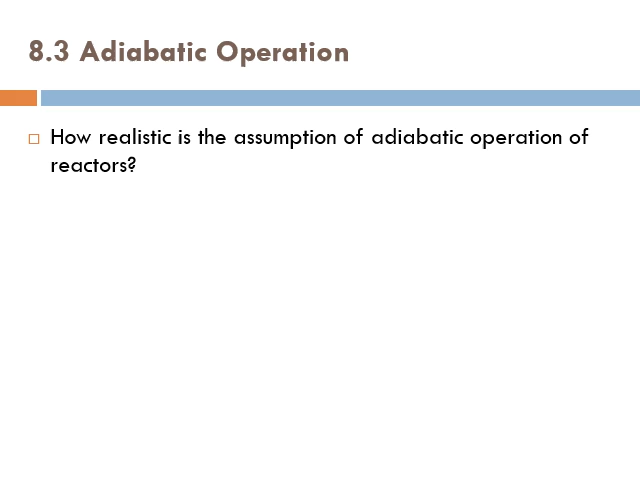 8.3 Adiabatic Operation
How realistic is the assumption of adiabatic operation of
reactors?